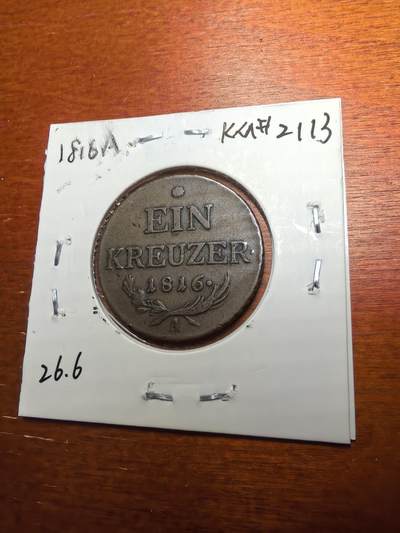 1816A
KM#2113
EIN
KREUZER.
.1816.
A
26.6